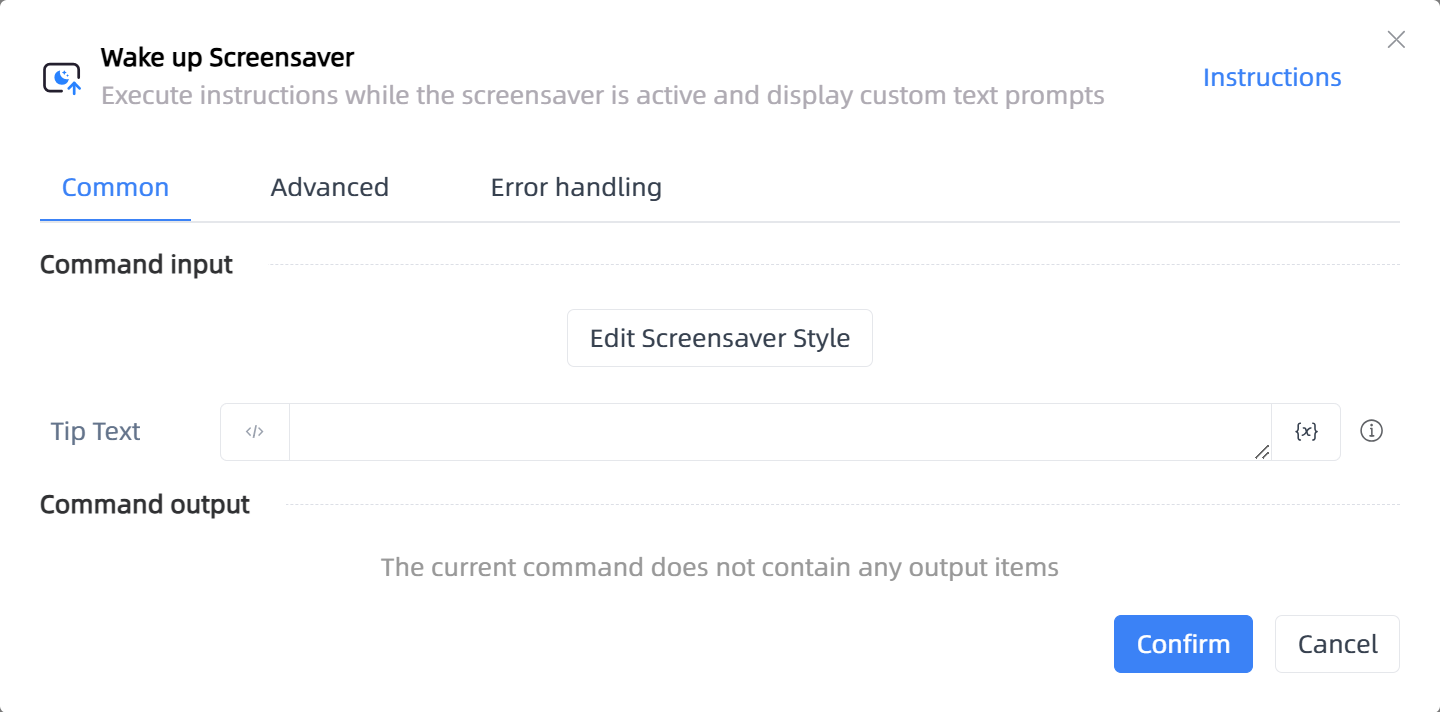 Wake up Screensaver
Execute instructions while the screensaver is active and display custom text prompts
Instructions
Common
Advanced
Error handling
Command input
Edit Screensaver Style
Tip Text
</>
{x}
Command output
The current command does not contain any output items
Confirm
Cancel